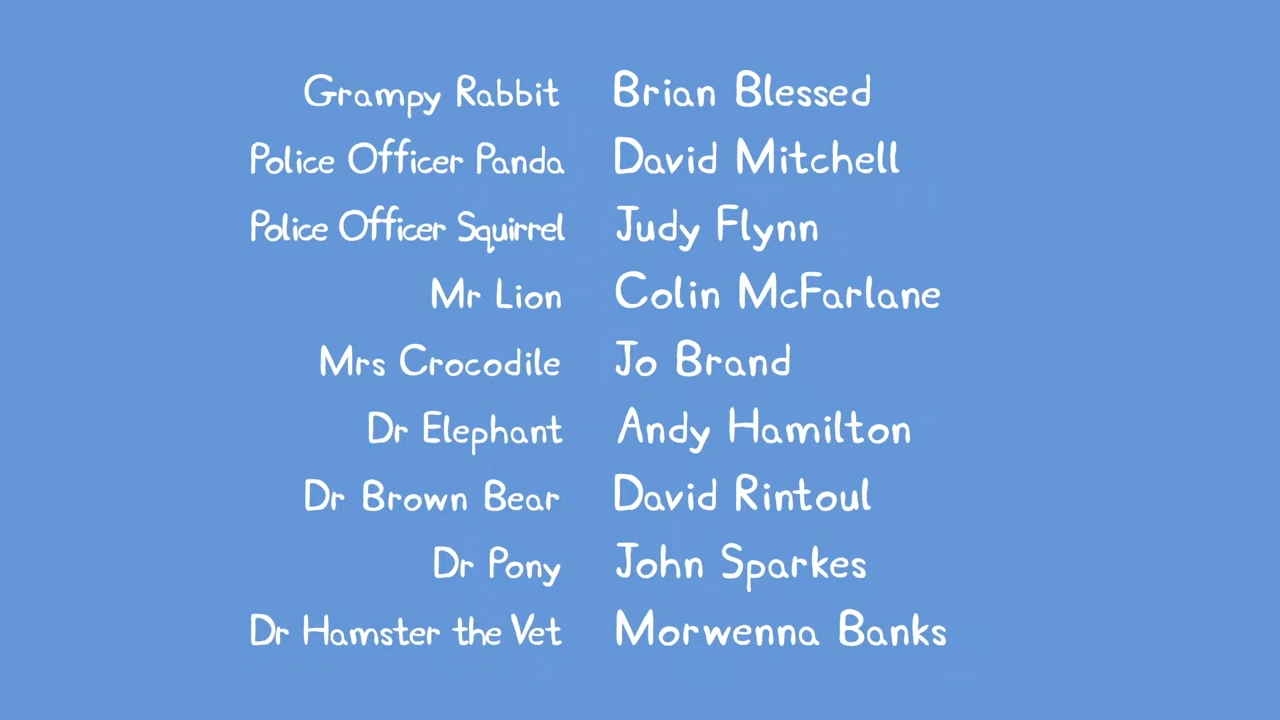 Grampy Rabbit Brian Blessed
Police Officer Panda David Mitchell
Police Officer Squirrel Judy Flynn
Mr Lion Colin McFarlane
Mrs Crocodile Jo Brand
Dr Elephant Andy Hamilton
Dr Brown Bear David Rintoul
Dr Pony John Sparkes
Dr Hamster the Vet Morwenna Banks